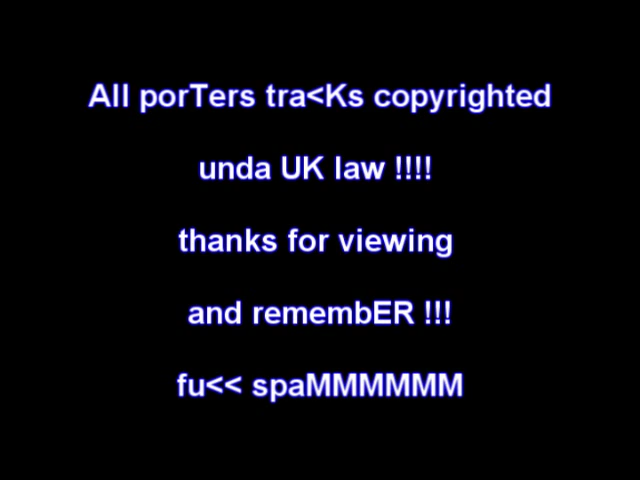 All porTers tra<Ks copyrighted
unda UK law !!!!
thanks for viewing
and remembER !!!
fu<< spaMMMMMM